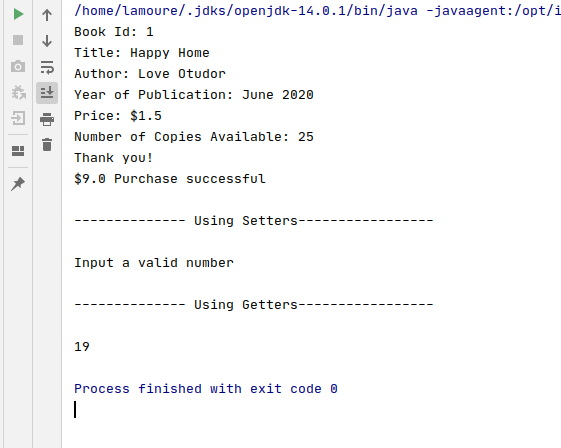 /home/lamoure/.jdks/openjdk-14.0.1/bin/java -javaagent:/opt/i
Book Id: 1
Title: Happy Home
Author: Love Otudor
Year of Publication: June 2020
Price: $1.5
Number of Copies Available: 25
Thank you!
$9.0 Purchase successful
-------------- Using Setters-----------------
Input a valid number
-------------- Using Getters-----------------
19
Process finished with exit code 0